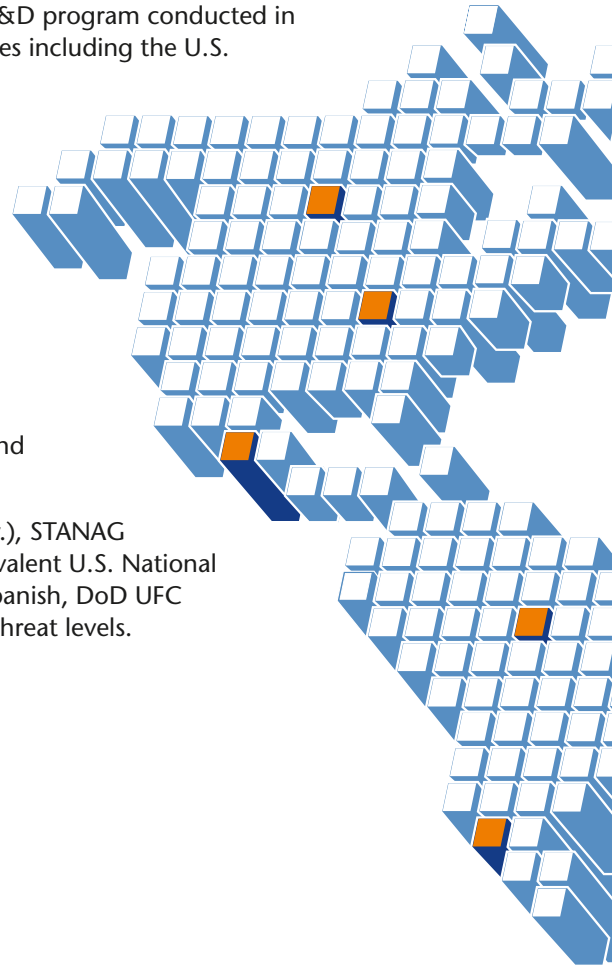 &D program conducted in
es including the U.S.
nd
.), STANAG
valent U.S. National
panish, DoD UFC
hreat levels.